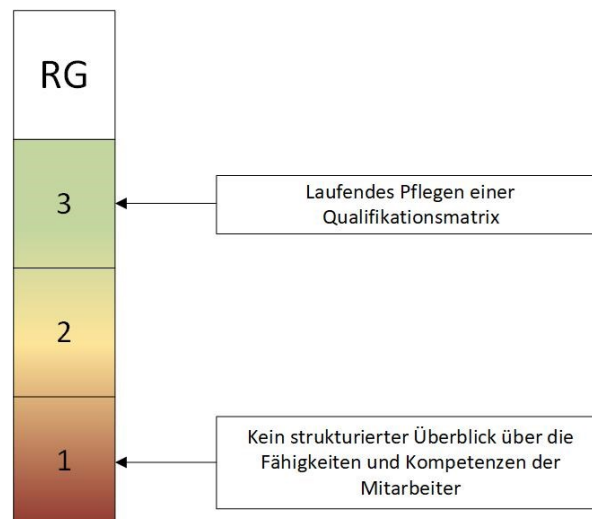 RG
3
Laufendes Pflegen einer
Qualifikationsmatrix
2
1
Kein strukturierter Überblick über die
Fähigkeiten und Kompetenzen der
Mitarbeiter